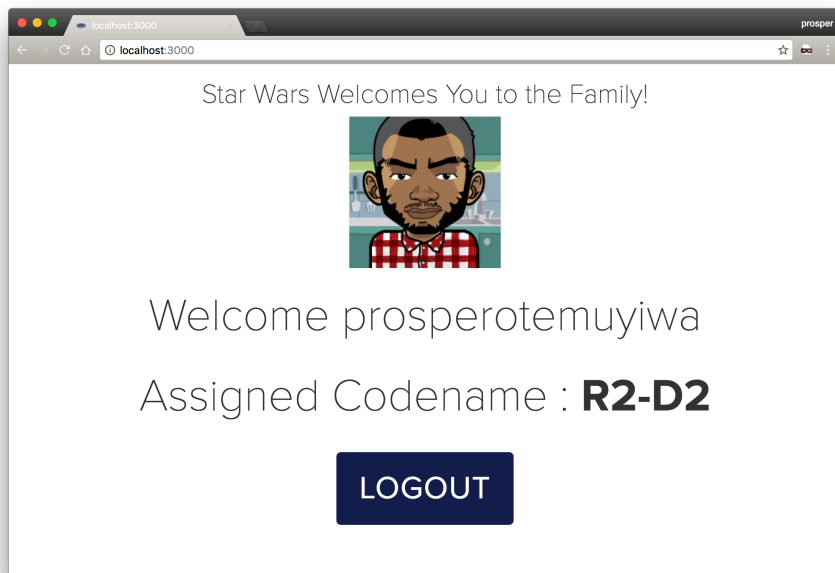 localhost:3000
prosper
localhost:3000
Star Wars Welcomes You to the Family!
Welcome prosperotemuyiwa
Assigned Codename : R2-D2
LOGOUT